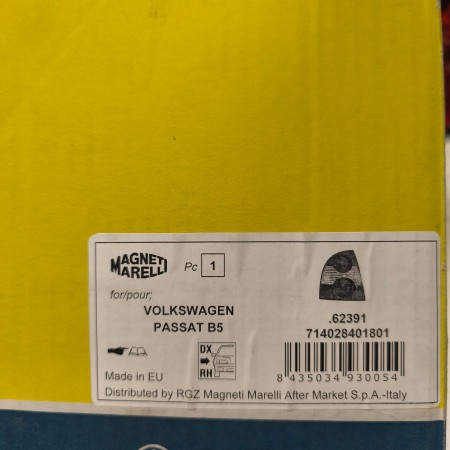 MAGNETI
MARELLI
Pc 1
for/pour;
VOLKSWAGEN
PASSAT B5
.62391
714028401801
DX
RH
8 435034 930054
Made in EU
Distributed by RGZ Magneti Marelli After Market S.p.A.-Italy